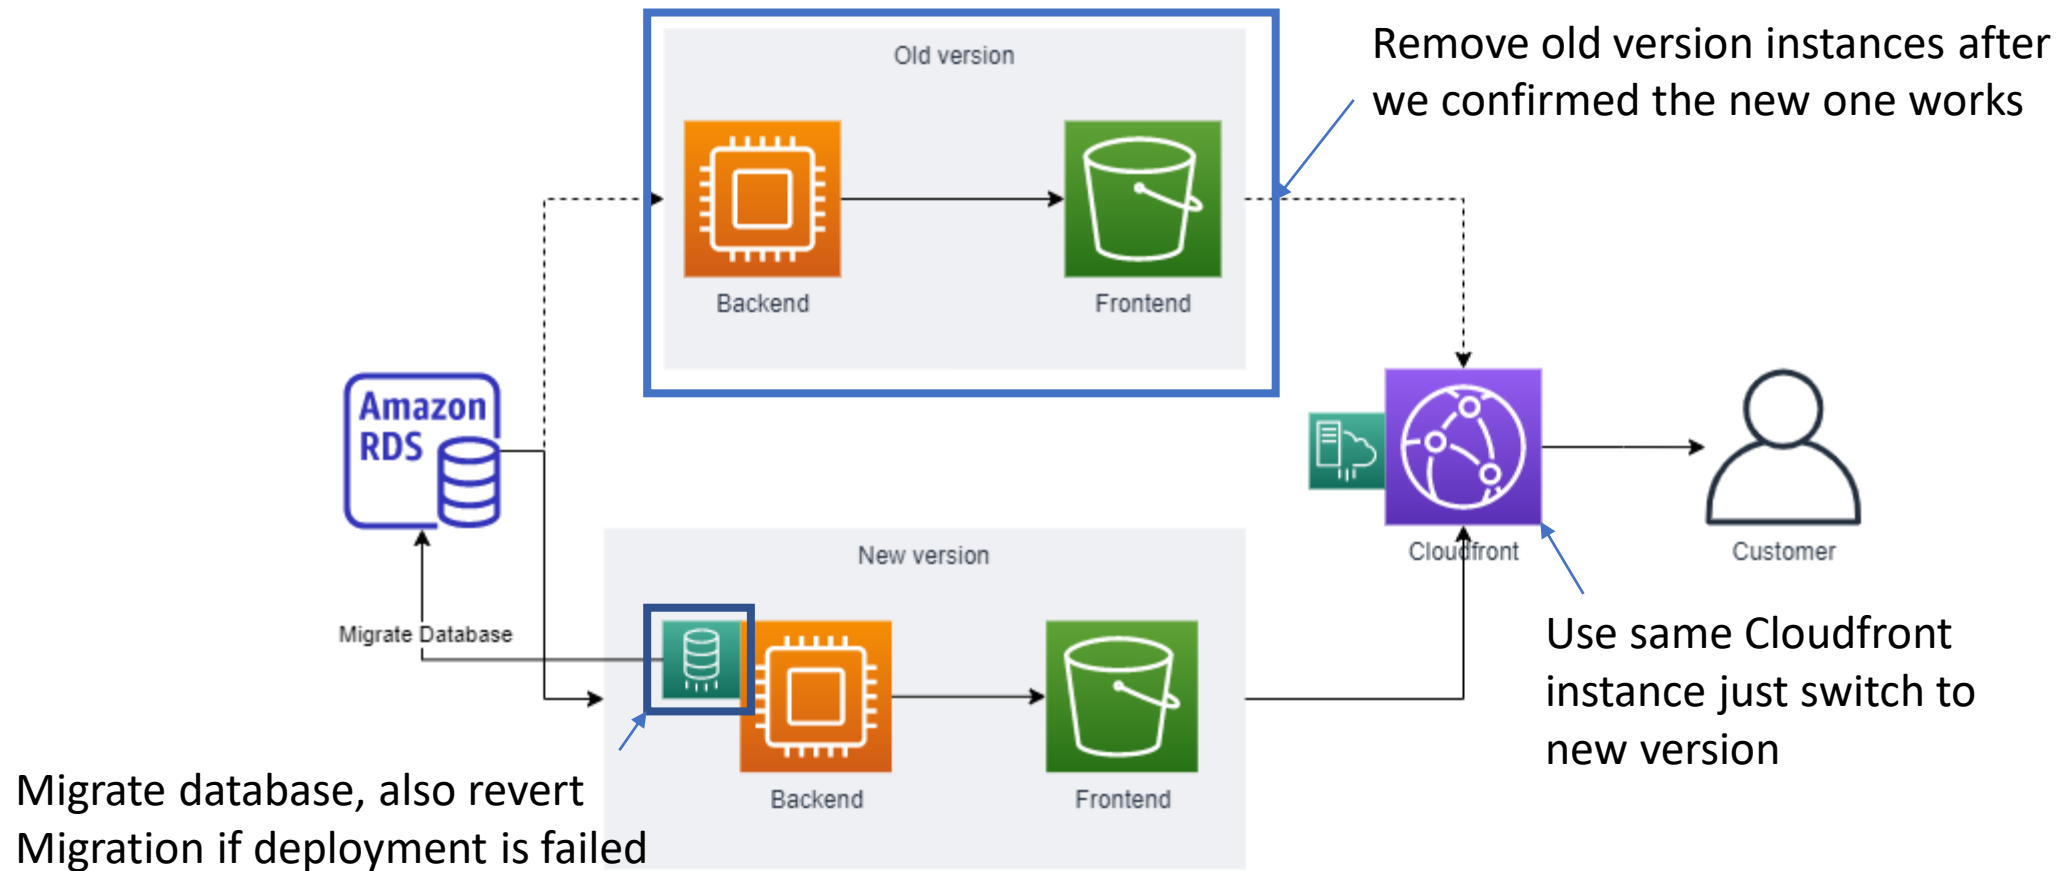 Old version
Remove old version instances after
we confirmed the new one works
Backend
Frontend
Amazon
RDS
Cloudfront
Customer
New version
Migrate Database
Use same Cloudfront
instance just switch to
new version
Backend
Frontend
Migrate database, also revert
Migration if deployment is failed